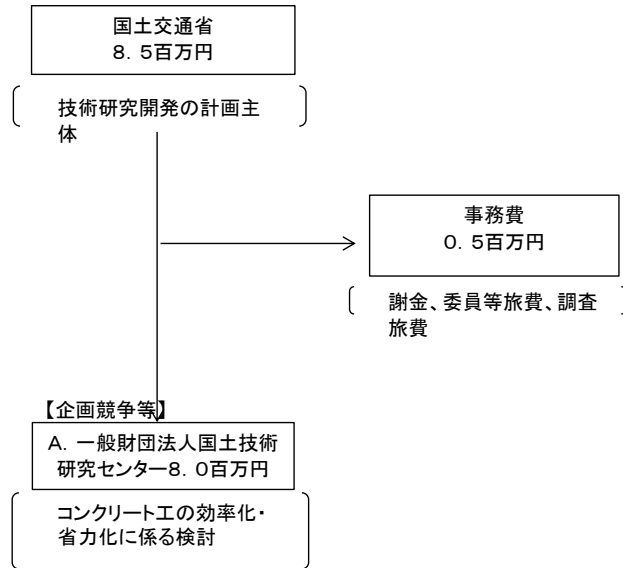 国土交通省
８．５百万円
技術研究開発の計画主
体
事務費
０．５百万円
謝金、委員等旅費、調査
旅費
【企画競争等】
Ａ．一般財団法人国土技術
研究センター８．０百万円
コンクリート工の効率化・
省力化に係る検討